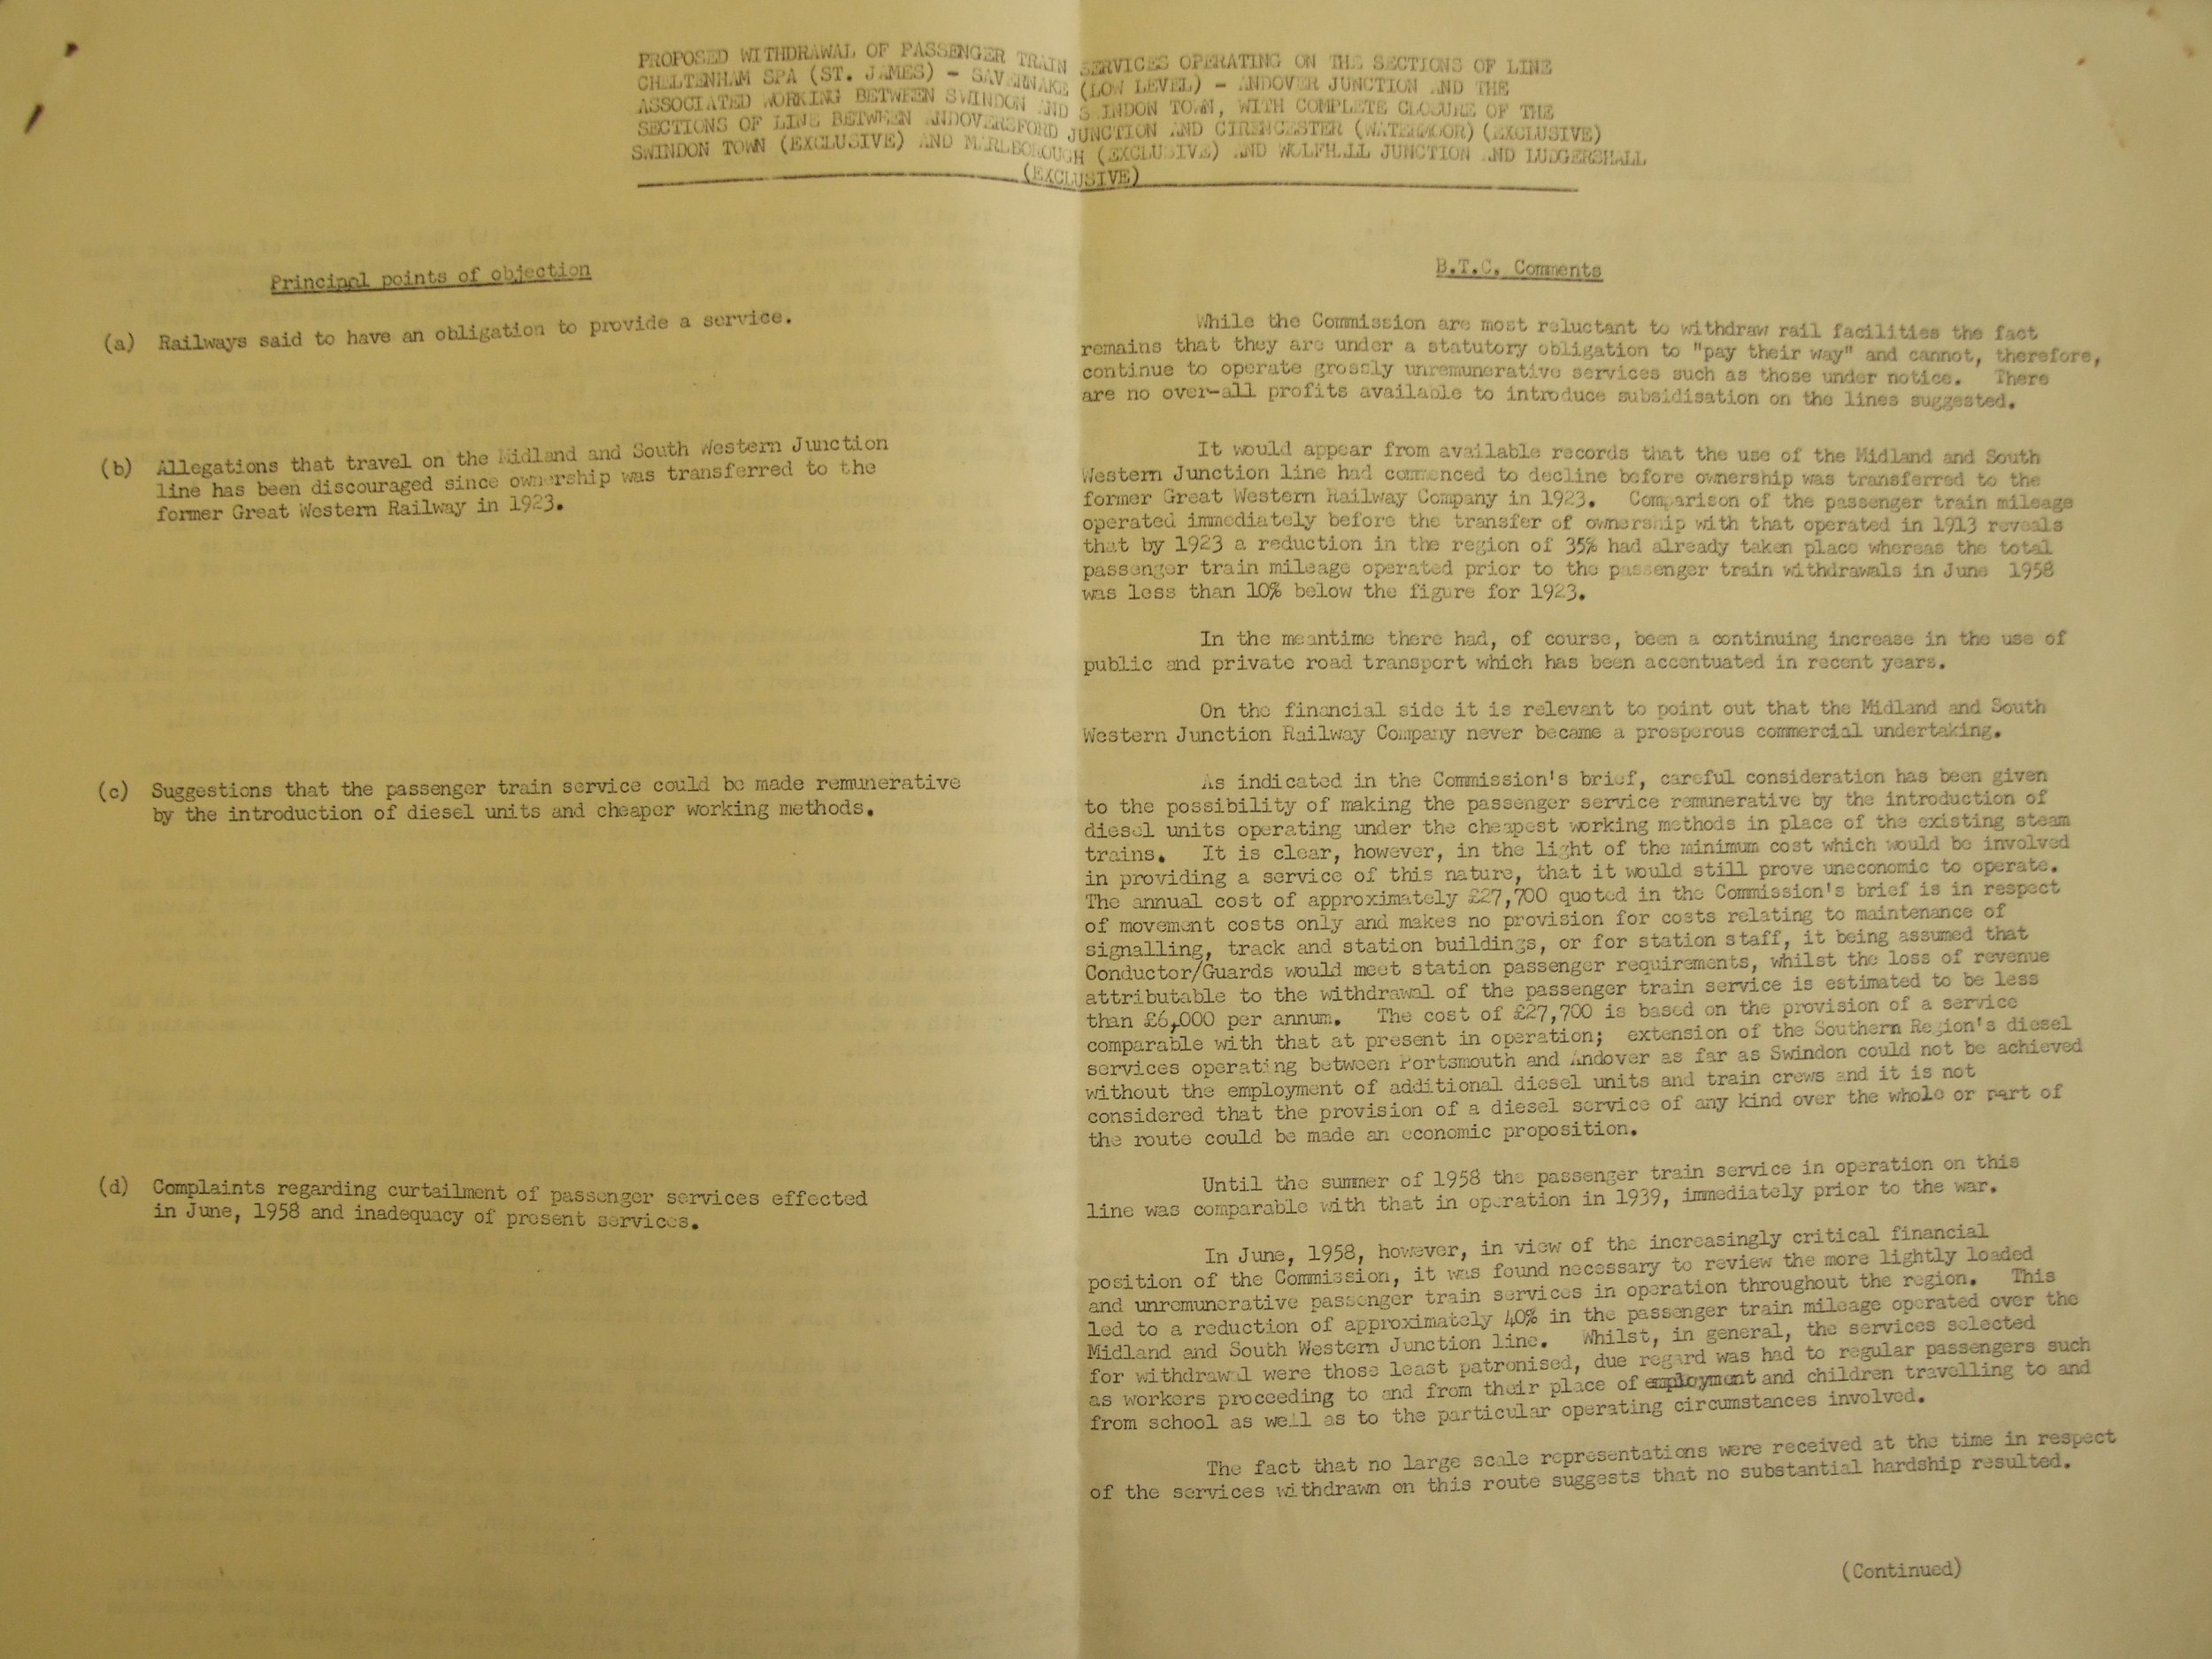 PROPOSED WITHDRAWAL OF PASSENGER TRAIN SERVICES OPERATING ON THE SECTIONS OF LINE
CHELTENHAM SPA (ST. JAMES) - SAVERNAKE (LOW LEVEL) - ANDOVER JUNCTION AND THE
ASSOCIATED WORKING BETWEEN SWINDON AND SWINDON TOWN, WITH COMPLETE CLOSURE OF THE
SECTIONS OF LINE BETWEEN ANDOVERSFORD JUNCTION AND CIRENCESTER (WATERMOOR) (EXCLUSIVE)
SWINDON TOWN (EXCLUSIVE) AND MARLBOROUGH (EXCLUSIVE) AND WOLFHALL JUNCTION AND LUDGERSHALL
(EXCLUSIVE)
Principal points of objection
(a) Railways said to have an obligation to provide a service.
(b) Allegations that travel on the Midland and South Western Junction
line has been discouraged since ownership was transferred to the
former Great Western Railway in 1923.
(c) Suggestions that the passenger train service could be made remunerative
by the introduction of diesel units and cheaper working methods.
(d) Complaints regarding curtailment of passenger services effected
in June, 1958 and inadequacy of present services.
B.T.C. Comments
While the Commission are most reluctant to withdraw rail facilities the fact
remains that they are under a statutory obligation to "pay their way" and cannot, therefore,
continue to operate grossly unremunerative services such as those under notice. There
are no over-all profits available to introduce subsidisation on the lines suggested.
It would appear from available records that the use of the Midland and South
Western Junction line had commenced to decline before ownership was transferred to the
former Great Western Railway Company in 1923. Comparison of the passenger train mileage
operated immediately before the transfer of ownership with that operated in 1913 reveals
that by 1923 a reduction in the region of 35% had already taken place whereas the total
passenger train mileage operated prior to the passenger train withdrawals in June 1958
was less than 10% below the figure for 1923.
In the meantime there had, of course, been a continuing increase in the use of
public and private road transport which has been accentuated in recent years.
On the financial side it is relevant to point out that the Midland and South
Western Junction Railway Company never became a prosperous commercial undertaking.
As indicated in the Commission's brief, careful consideration has been given
to the possibility of making the passenger service remunerative by the introduction of
diesel units operating under the cheapest working methods in place of the existing steam
trains. It is clear, however, in the light of the minimum cost which would be involved
in providing a service of this nature, that it would still prove uneconomic to operate.
The annual cost of approximately £27,700 quoted in the Commission's brief is in respect
of movement costs only and makes no provision for costs relating to maintenance of
signalling, track and station buildings, or for station staff, it being assumed that
Conductor/Guards would meet station passenger requirements, whilst the loss of revenue
attributable to the withdrawal of the passenger train service is estimated to be less
than £6,000 per annum. The cost of £27,700 is based on the provision of a service
comparable with that at present in operation; extension of the Southern Region's diesel
services operating between Portsmouth and Andover as far as Swindon could not be achieved
without the employment of additional diesel units and train crews and it is not
considered that the provision of a diesel service of any kind over the whole or part of
the route could be made an economic proposition.
Until the summer of 1958 the passenger train service in operation on this
line was comparable with that in operation in 1939, immediately prior to the war.
In June, 1958, however, in view of the increasingly critical financial
position of the Commission, it was found necessary to review the more lightly loaded
and unremunerative passenger train services in operation throughout the region. This
led to a reduction of approximately 40% in the passenger train mileage operated over the
Midland and South Western Junction line. Whilst, in general, the services selected
for withdrawal were those least patronised, due regard was had to regular passengers such
as workers proceeding to and from their place of employment and children travelling to and
from school as well as to the particular operating circumstances involved.
The fact that no large scale representations were received at the time in respect
of the services withdrawn on this route suggests that no substantial hardship resulted.
(Continued)